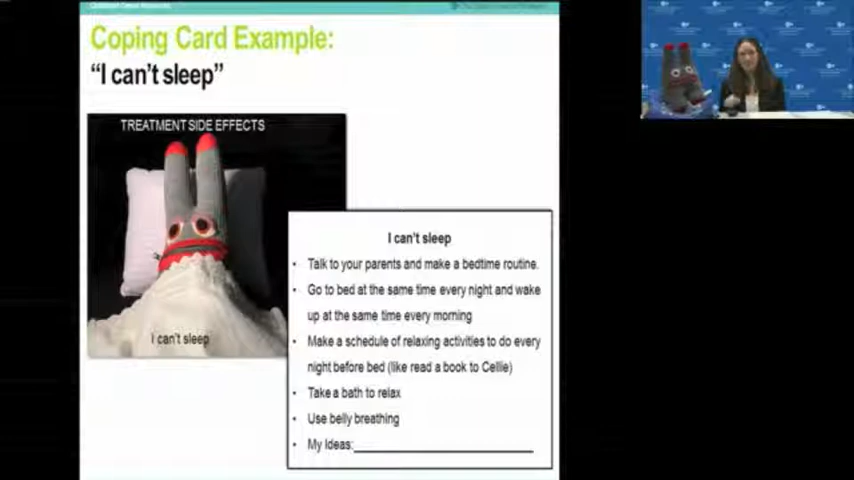 Coping Card Example:
“I can’t sleep”
TREATMENT SIDE EFFECTS
I can’t sleep
I can’t sleep
• Talk to your parents and make a bedtime routine.
• Go to bed at the same time every night and wake
up at the same time every morning
• Make a schedule of relaxing activities to do every
night before bed (like read a book to Cellie)
• Take a bath to relax
• Use belly breathing
• My Ideas:____________________